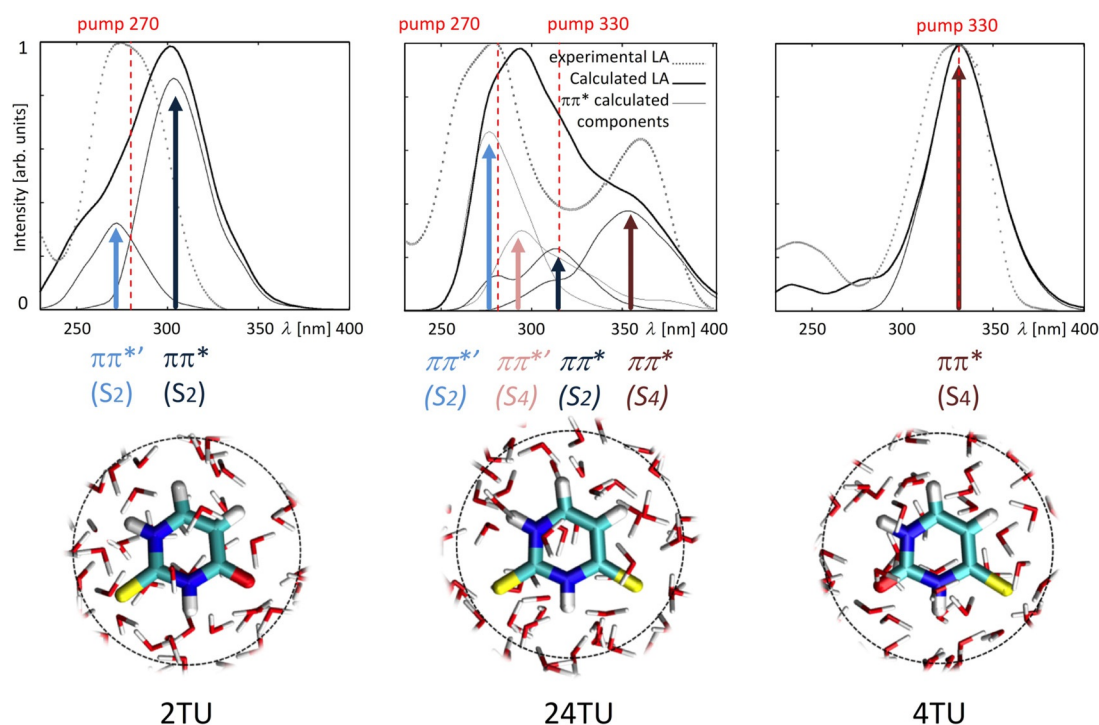 pump 270
pump 270
pump 330
pump 330
experimental LA
Calculated LA
ππ* calculated
components
Intensity [arb. units]
1
0
250
300
350
λ [nm]
400
250
300
350
λ [nm]
400
250
300
350
λ [nm]
400
ππ*′
(S2)
ππ*
(S2)
ππ*′
(S2)
ππ*′
(S4)
ππ*
(S2)
ππ*
(S4)
ππ*
(S4)
2TU
24TU
4TU